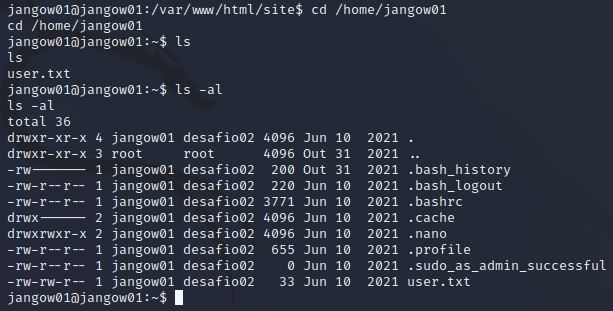 jangow01@jangow01:/var/www/html/site$ cd /home/jangow01
cd /home/jangow01
jangow01@jangow01:~$ ls
ls
user.txt
jangow01@jangow01:~$ ls -al
ls -al
total 36
drwxr-xr-x 4 jangow01 desafio02 4096 Jun 10  2021 .
drwxr-xr-x 3 root     root      4096 Out 31  2021 ..
-rw------- 1 jangow01 desafio02  200 Out 31  2021 .bash_history
-rw-r--r-- 1 jangow01 desafio02  220 Jun 10  2021 .bash_logout
-rw-r--r-- 1 jangow01 desafio02 3771 Jun 10  2021 .bashrc
drwx------ 2 jangow01 desafio02 4096 Jun 10  2021 .cache
drwxrwxr-x 2 jangow01 desafio02 4096 Jun 10  2021 .nano
-rw-r--r-- 1 jangow01 desafio02  655 Jun 10  2021 .profile
-rw-r--r-- 1 jangow01 desafio02    0 Jun 10  2021 .sudo_as_admin_successful
-rw-rw-r-- 1 jangow01 desafio02   33 Jun 10  2021 user.txt
jangow01@jangow01:~$